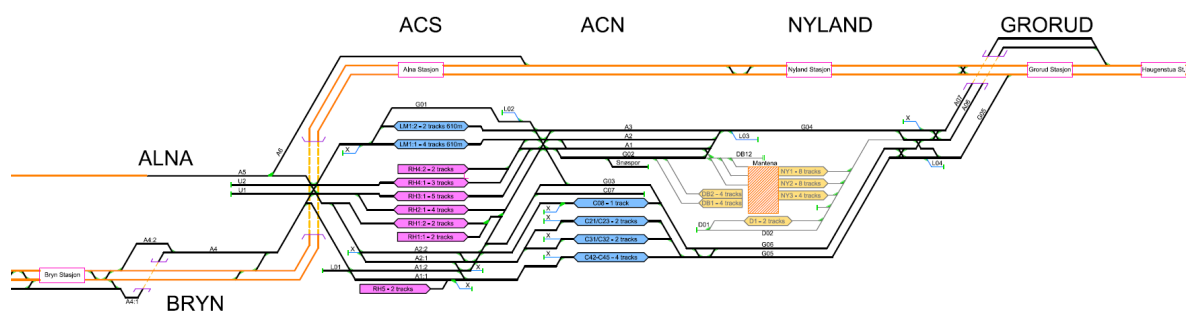 ACS
ACN
NYLAND
GRORUD
Alna Stasjon
Nyland Stasjon
Grorud Stasjon
Haugenstua St.
G01
L02
A07
A06
G05
X
LM1:2 - 2 tracks 610m
A3
G04
X
A6
LM1:1 - 4 tracks 610m
A2
L03
X
A1
ALNA
G02
DB12
L04
Snøspor
Mantena
A5
RH4:2 - 2 tracks
NY1 - 8 tracks
U2
RH4:1 - 3 tracks
G03
NY2 - 8 tracks
U1
RH3:1 - 5 tracks
C07
DB2 - 4 tracks
NY3 - 4 tracks
RH2:1 - 4 tracks
X
C08 - 1 track
DB1 - 4 tracks
RH1:2 - 2 tracks
X
C21/C23 - 2 tracks
D01
D1 - 2 tracks
RH1:1 - 2 tracks
X
C31/C32 - 2 tracks
D02
A4:2
A4
X
A2:2
G06
A2:1
X
C42-C45 - 4 tracks
G05
Bryn Stasjon
L01
A1:2
X
A1:1
A4:1
RH5 - 2 tracks
X
BRYN